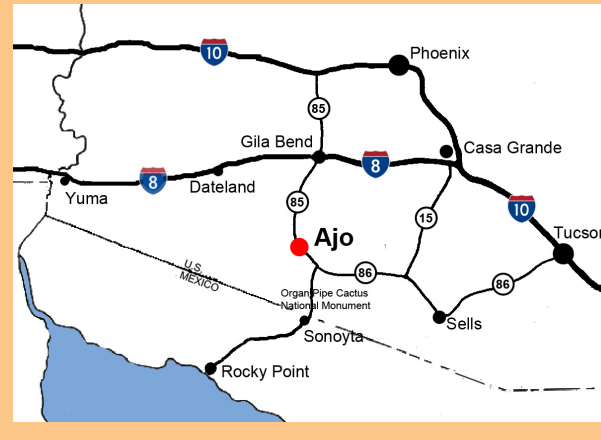 10
Phoenix
85
Gila Bend
Casa Grande
8
8
Dateland
Yuma
85
10
15
Tucson
Ajo
U.S.
MEXICO
86
86
Organ Pipe Cactus
National Monument
Sells
Sonoyta
Rocky Point